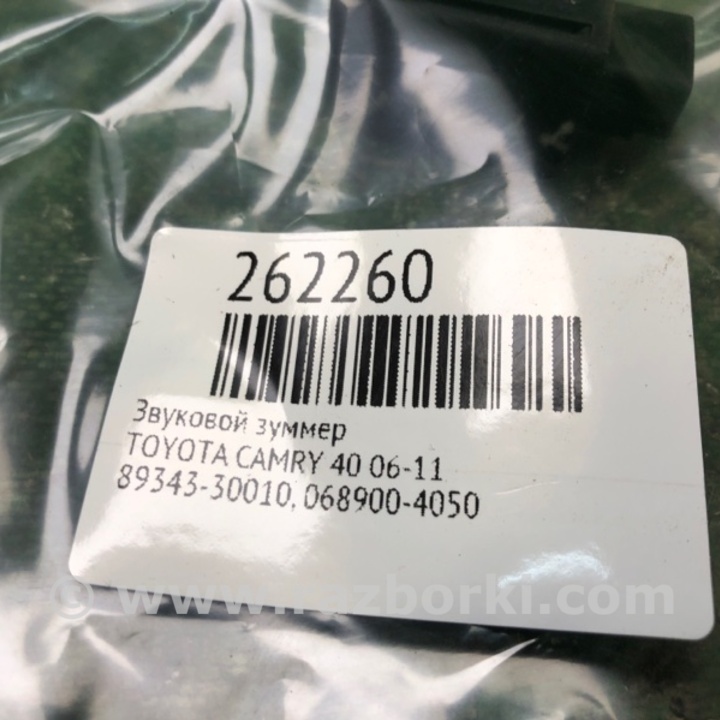 262260
Звуковой зуммер
TOYOTA CAMRY 40 06-11
89343-30010, 068900-4050
© www.razborki.com